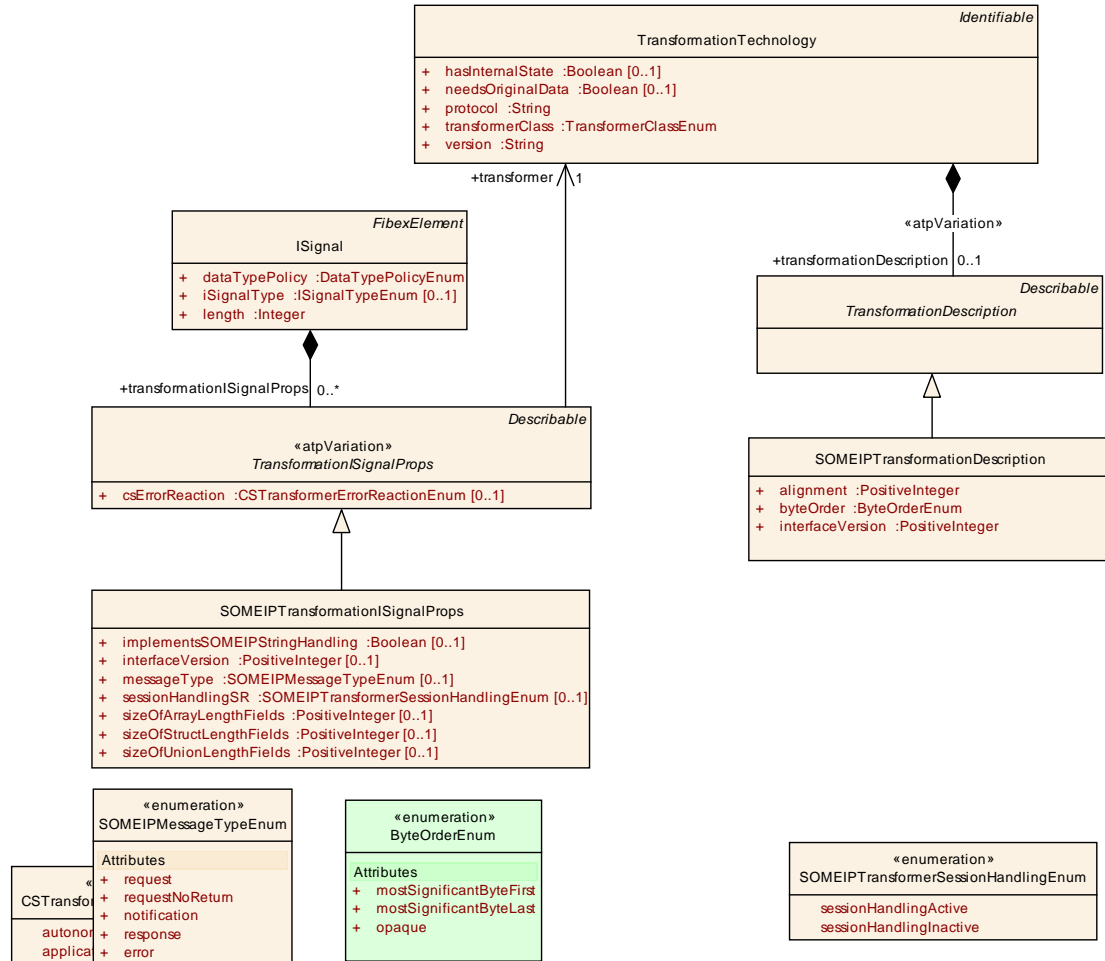 Identifiable
TransformationTechnology
+ hasInternalState :Boolean [0..1]
+ needsOriginalData :Boolean [0..1]
+ protocol :String
+ transformerClass :TransformerClassEnum
+ version :String
+transformer 1
«atpVariation»
+transformationDescription 0..1
FibexElement
ISignal
+ dataTypePolicy :DataTypePolicyEnum
+ iSignalType :ISignalTypeEnum [0..1]
+ length :Integer
+transformationISignalProps 0..*
Describable
TransformationDescription
Describable
«atpVariation»
TransformationISignalProps
+ csErrorReaction :CSTransformerErrorReactionEnum [0..1]
SOMEIPTransformationDescription
+ alignment :PositiveInteger
+ byteOrder :ByteOrderEnum
+ interfaceVersion :PositiveInteger
SOMEIPTransformationISignalProps
+ implementsSOMEIPStringHandling :Boolean [0..1]
+ interfaceVersion :PositiveInteger [0..1]
+ messageType :SOMEIPMessageTypeEnum [0..1]
+ sessionHandlingSR :SOMEIPTransformerSessionHandlingEnum [0..1]
+ sizeOfArrayLengthFields :PositiveInteger [0..1]
+ sizeOfStructLengthFields :PositiveInteger [0..1]
+ sizeOfUnionLengthFields :PositiveInteger [0..1]
«enumeration»
SOMEIPMessageTypeEnum
Attributes
+ request
+ requestNoReturn
+ notification
+ response
+ error
«enumeration»
ByteOrderEnum
Attributes
+ mostSignificantByteFirst
+ mostSignificantByteLast
+ opaque
«enumeration»
SOMEIPTransformerSessionHandlingEnum
sessionHandlingActive
sessionHandlingInactive